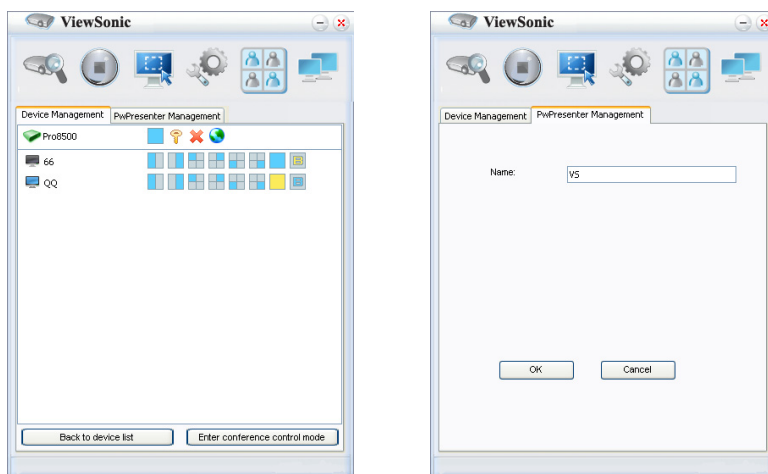 ViewSonic
Device Management PwPresenter Management
Pro8500
66
QQ
Back to device list Enter conference control mode
ViewSonic
Device Management PwPresenter Management
Name: VS
OK Cancel